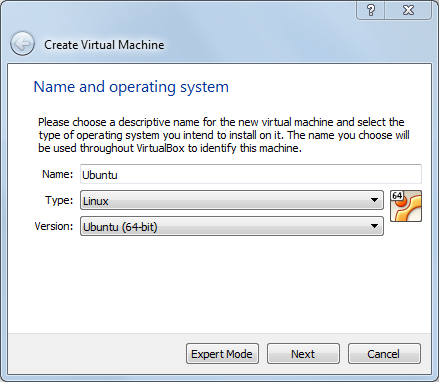 ?
Create Virtual Machine
Name and operating system
Please choose a descriptive name for the new virtual machine and select the
type of operating system you intend to install on it. The name you choose will
be used throughout VirtualBox to identify this machine.
Name: Ubuntu
Type: Linux
64
Version: Ubuntu (64-bit)
Expert Mode Next Cancel